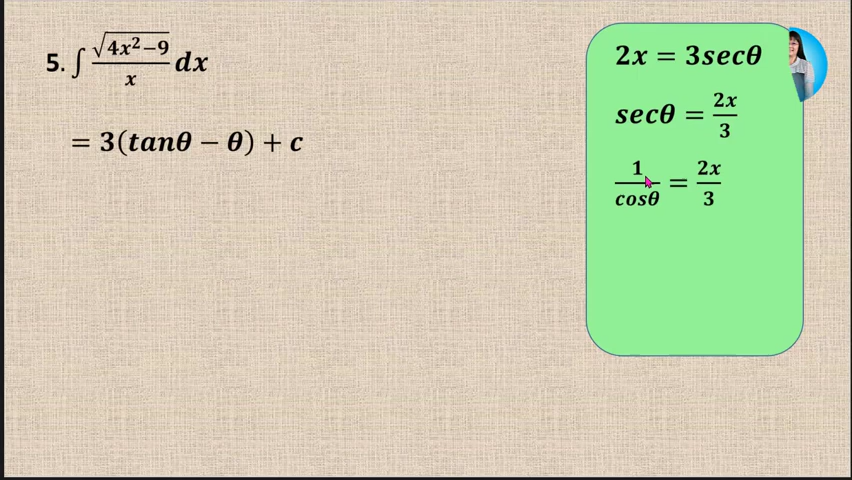 5. ∫ √(4x²−9)/x dx
= 3(tanθ − θ) + c
2x = 3secθ
secθ = 2x/3
1/cosθ = 2x/3